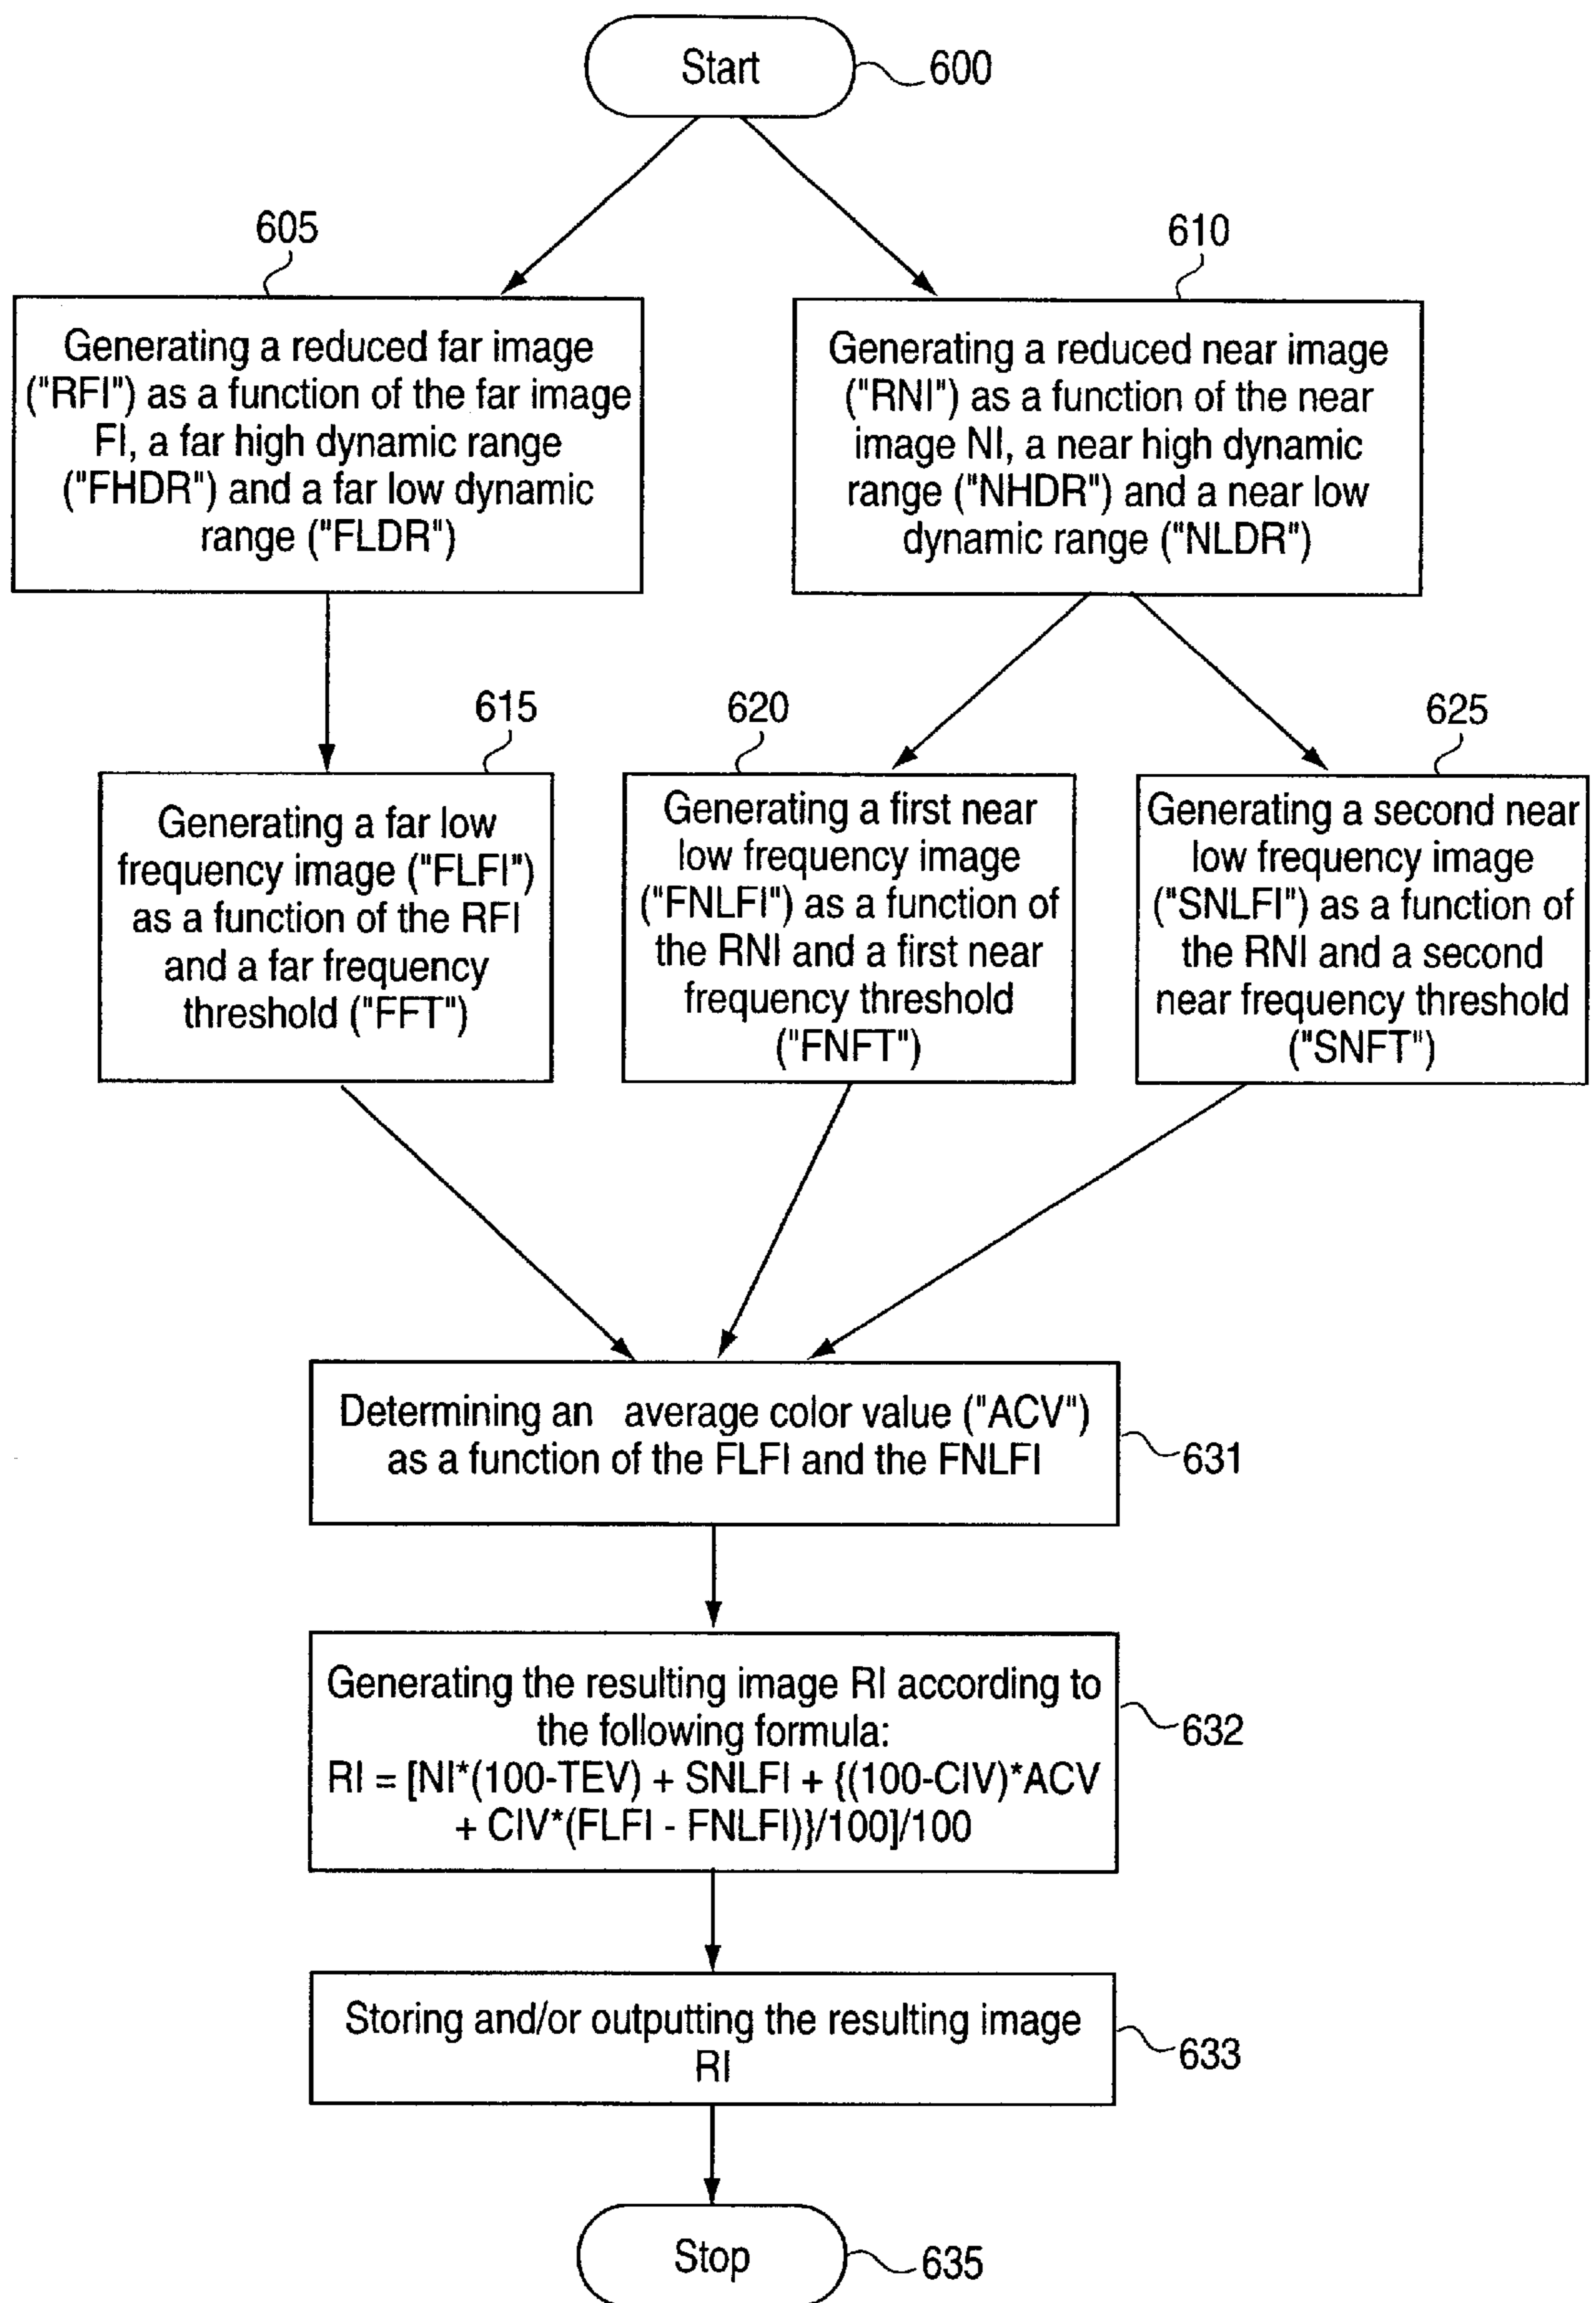 Start
600
605
Generating a reduced far image
("RFI") as a function of the far image
FI, a far high dynamic range
("FHDR") and a far low dynamic
range ("FLDR")
610
Generating a reduced near image
("RNI") as a function of the near
image NI, a near high dynamic
range ("NHDR") and a near low
dynamic range ("NLDR")
615
Generating a far low
frequency image ("FLFI")
as a function of the RFI
and a far frequency
threshold ("FFT")
620
Generating a first near
low frequency image
("FNLFI") as a function of
the RNI and a first near
frequency threshold
("FNFT")
625
Generating a second near
low frequency image
("SNLFI") as a function of
the RNI and a second
near frequency threshold
("SNFT")
Determining an average color value ("ACV")
as a function of the FLFI and the FNLFI
631
Generating the resulting image RI according to
the following formula:
RI = [NI*(100-TEV) + SNLFI + {(100-CIV)*ACV
+ CIV*(FLFI - FNLFI)}/100]/100
632
Storing and/or outputting the resulting image
RI
633
Stop
635